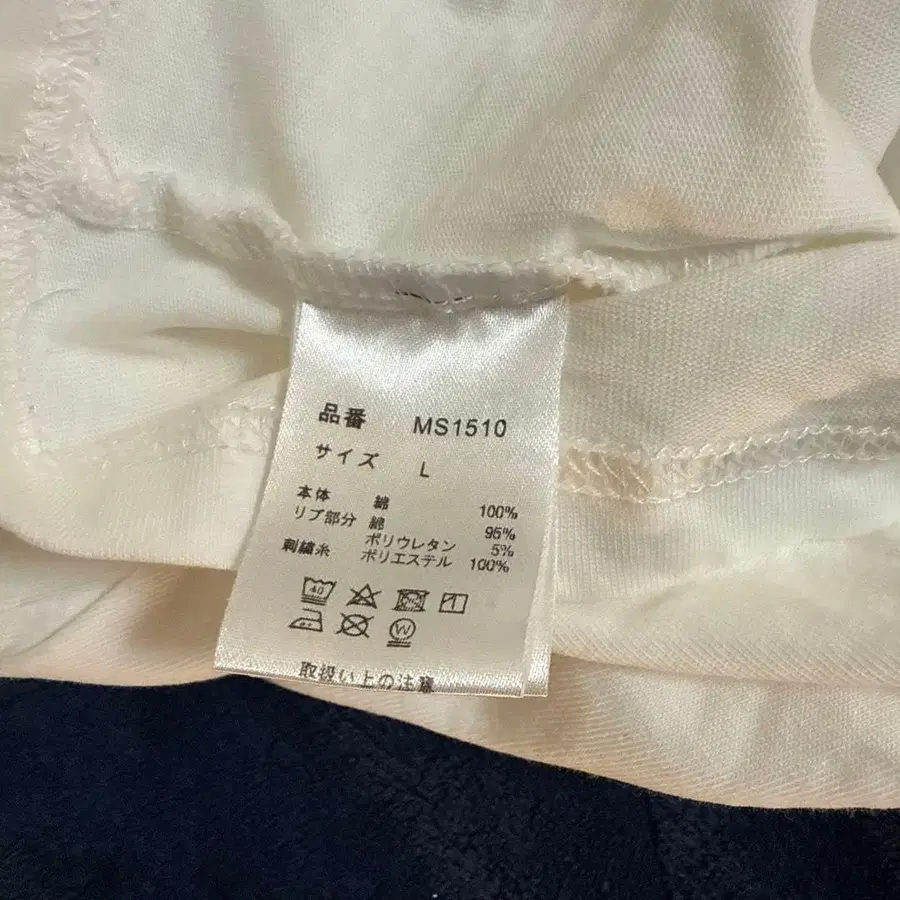 品番 MS1510
サイズ L
本体 綿 100%
リブ部分 綿 95%
ポリウレタン 5%
刺繍糸 ポリエステル 100%
40
W
取扱い上の注意